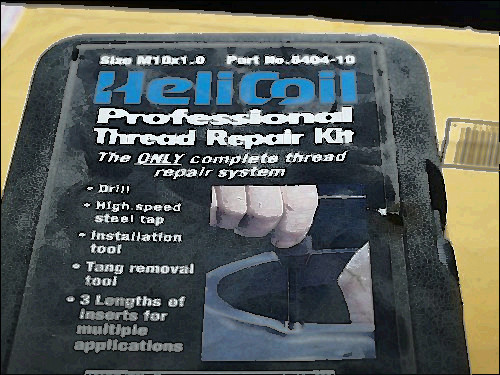 Size M10x1.0 Part No.5404-10
HeliCoil
Professional
Thread Repair Kit
The ONLY complete thread
repair system
• Drill
• High speed
steel tap
• Installation
tool
• Tang removal
tool
• 3 Lengths of
inserts for
multiple
applications